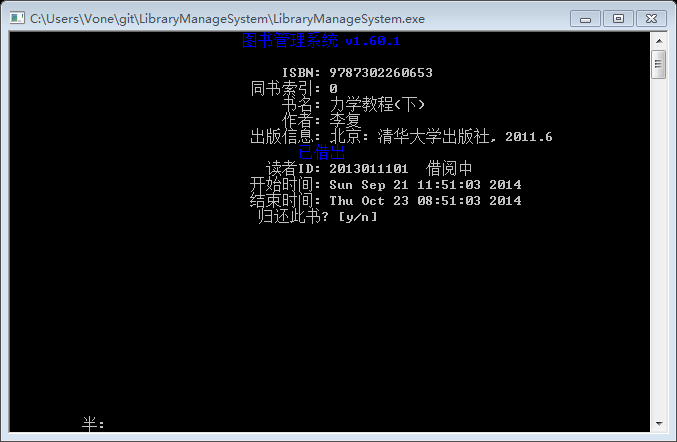 C:\Users\Vone\git\LibraryManageSystem\LibraryManageSystem.exe
图书管理系统 v1.60.1
ISBN: 9787302260653
同书索引: 0
书名: 力学教程(下)
作者: 李复
出版信息: 北京: 清华大学出版社, 2011.6
已借出
读者ID: 2013011101 借阅中
开始时间: Sun Sep 21 11:51:03 2014
结束时间: Thu Oct 23 08:51:03 2014
归还此书? [y/n]
半: